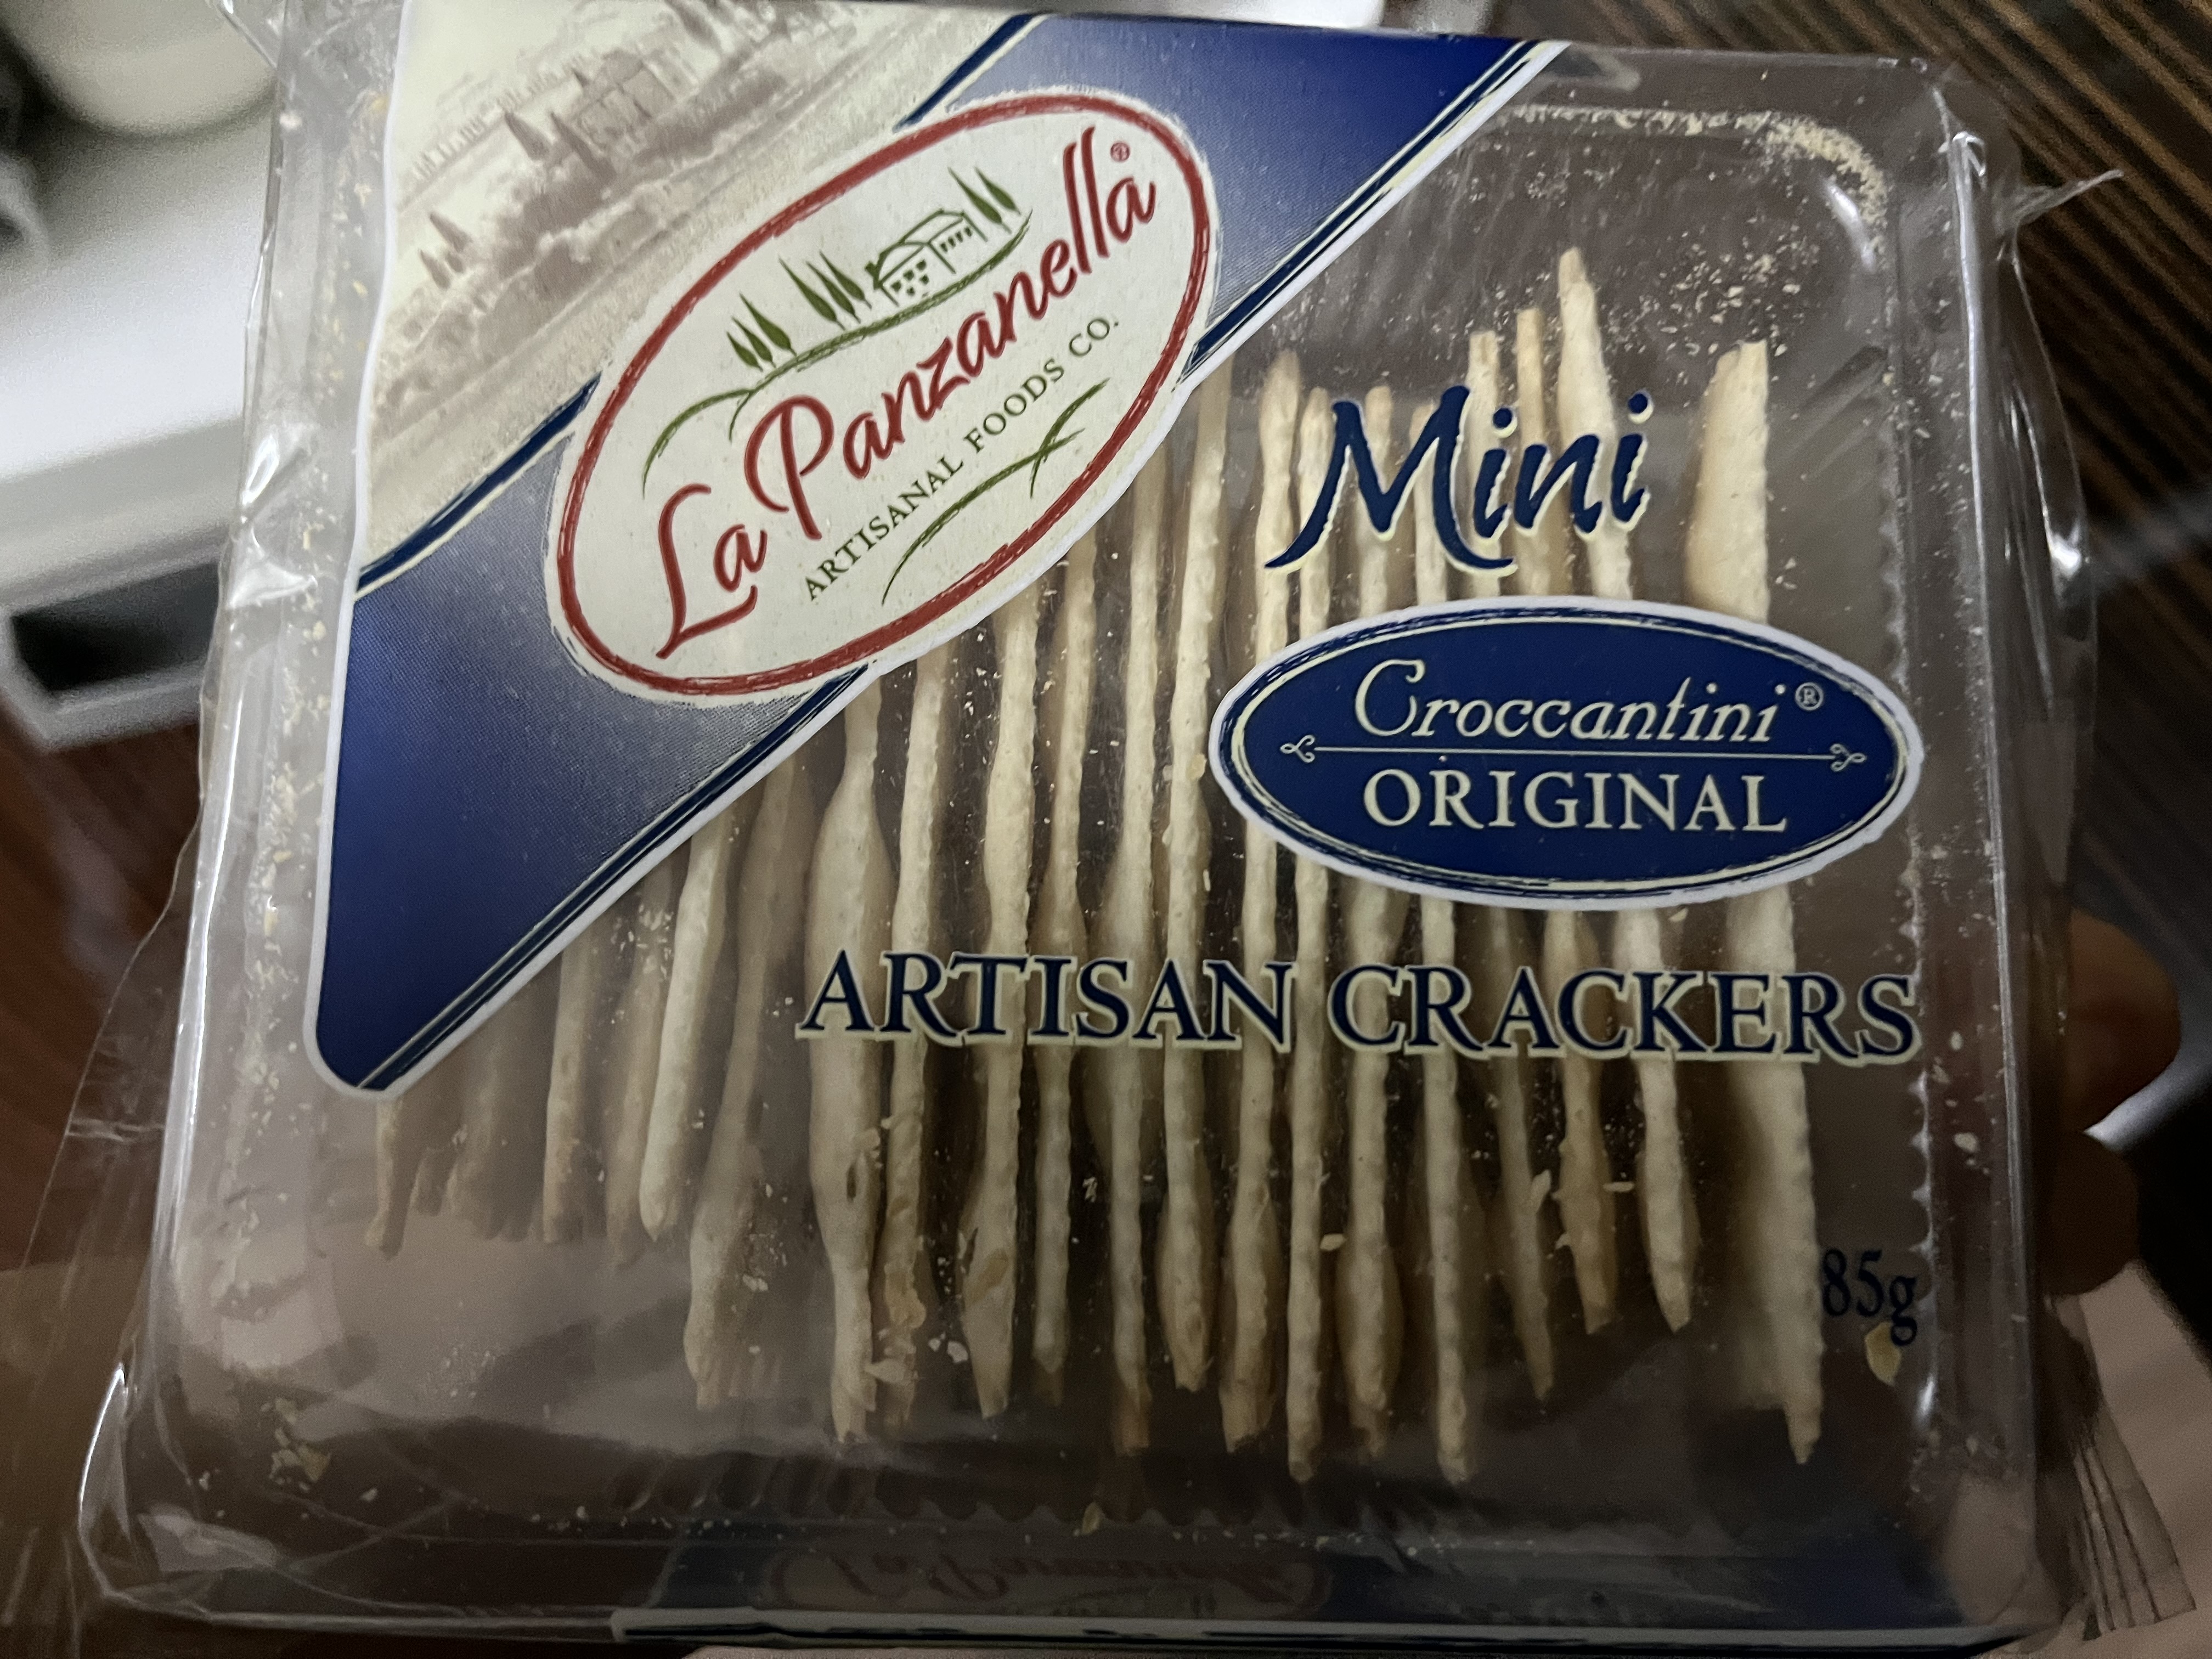 La Panzanella®
ARTISANAL FOODS CO.
Mini
Croccantini®
ORIGINAL
ARTISAN CRACKERS
85g